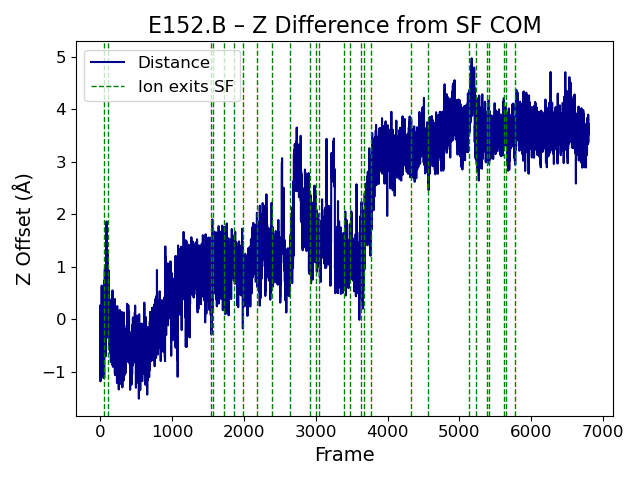 E152.B – Z Difference from SF COM
Distance
Ion exits SF
Z Offset (Å)
5
4
3
2
1
0
−1
0 1000 2000 3000 4000 5000 6000 7000
Frame